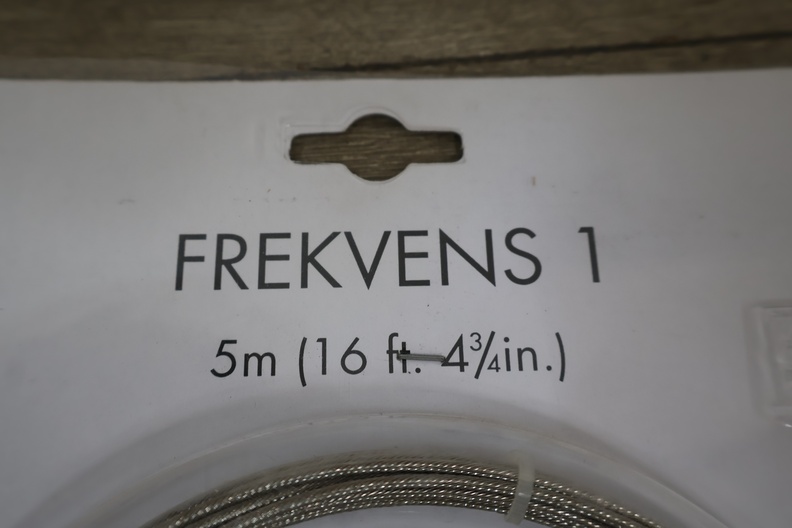 FREKVENS 1
5m (16 ft. 4¾in.)